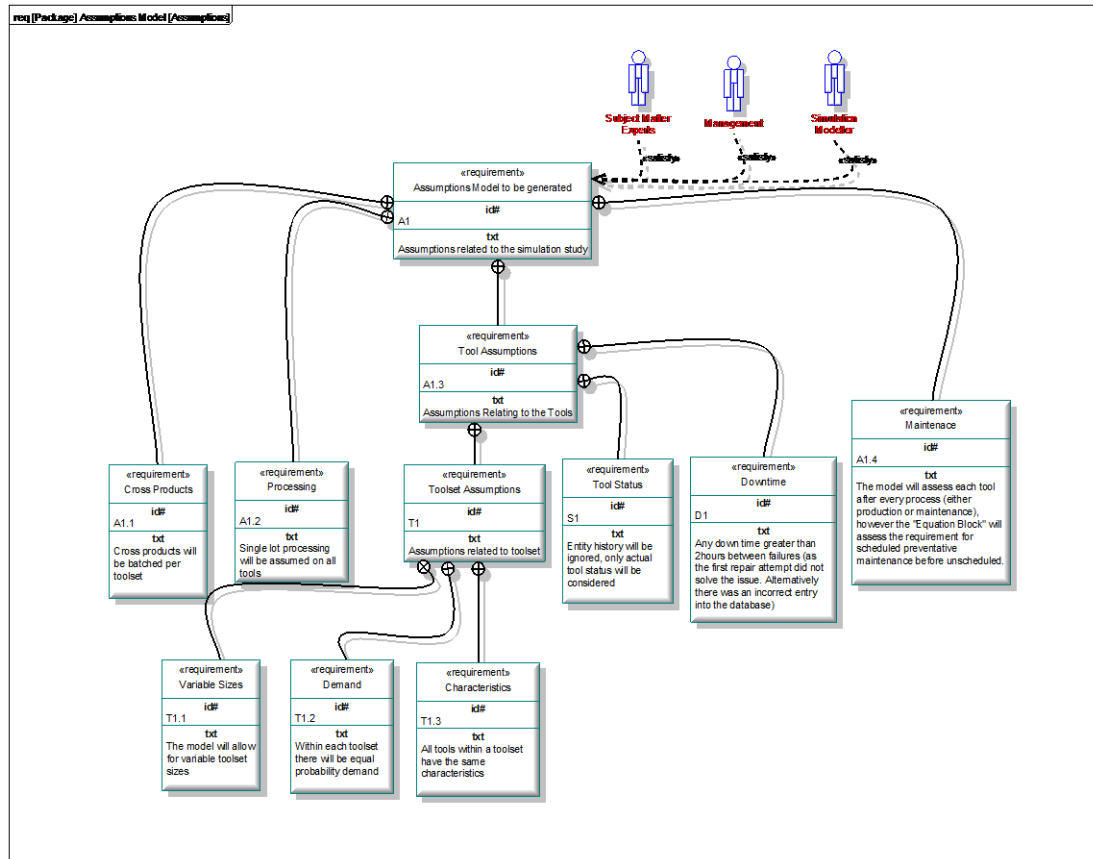 req [Package] Assumptions Model [Assumptions]
Subject Matter
Experts
Management
Simulation
Modeller
«satisfy»
«satisfy»
«satisfy»
«requirement»
Assumptions Model to be generated
id#
A1
txt
Assumptions related to the simulation study
«requirement»
Tool Assumptions
id#
A1.3
txt
Assumptions Relating to the Tools
«requirement»
Maintenace
id#
A1.4
txt
The model will assess each tool
after every process (either
production or maintenance),
however the "Equation Block" will
assess the requirement for
scheduled preventative
maintenance before unscheduled.
«requirement»
Cross Products
id#
A1.1
txt
Cross products will
be batched per
toolset
«requirement»
Processing
id#
A1.2
txt
Single lot processing
will be assumed on all
tools
«requirement»
Toolset Assumptions
id#
T1
txt
Assumptions related to toolset
«requirement»
Tool Status
id#
S1
txt
Entity history will be
ignored, only actual
tool status will be
considered
«requirement»
Downtime
id#
D1
txt
Any down time greater than
2hours between failures (as
the first repair attempt did not
solve the issue. Alternatively
there was an incorrect entry
into the database)
«requirement»
Variable Sizes
id#
T1.1
txt
The model will allow
for variable toolset
sizes
«requirement»
Demand
id#
T1.2
txt
Within each toolset
there will be equal
probability demand
«requirement»
Characteristics
id#
T1.3
txt
All tools within a toolset
have the same
characteristics